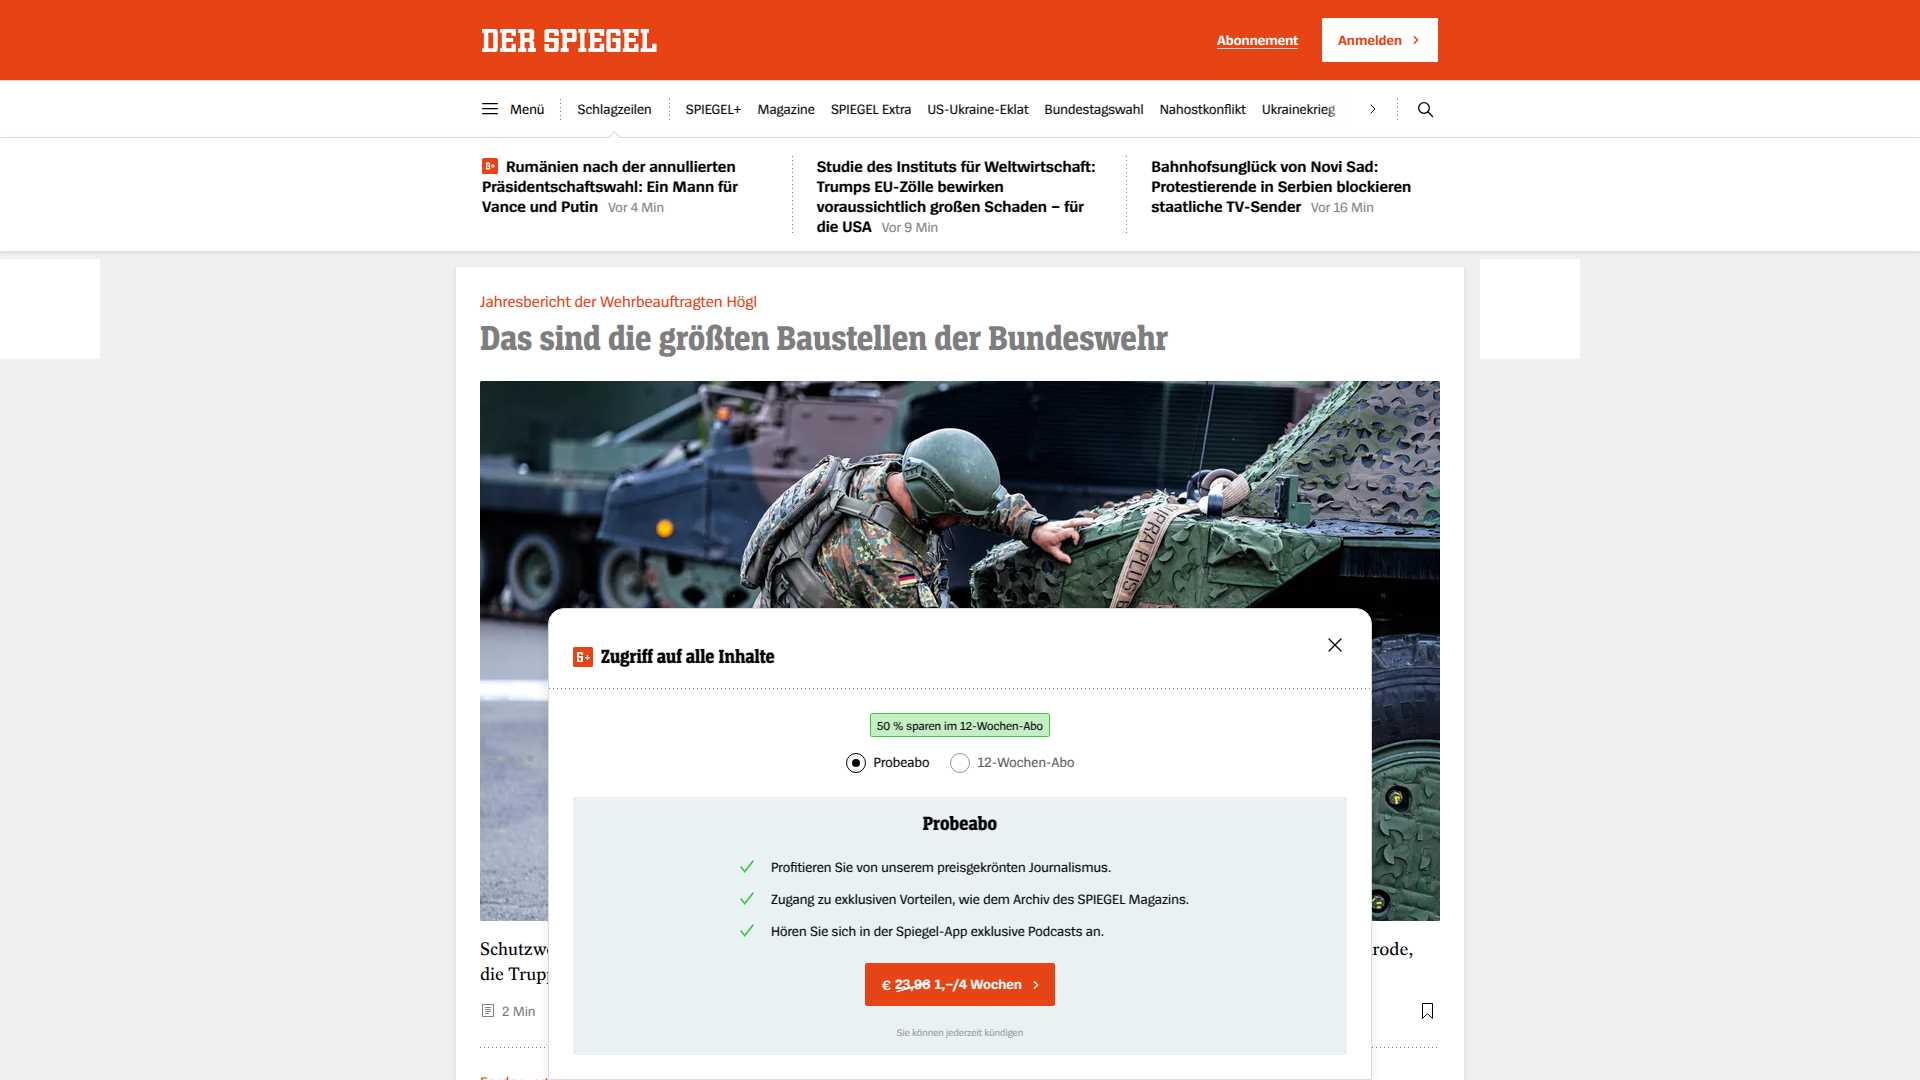 DER SPIEGEL
Abonnement
Anmelden
Menü
Schlagzeilen
SPIEGEL+
Magazine
SPIEGEL Extra
US-Ukraine-Eklat
Bundestagswahl
Nahostkonflikt
Ukrainekrieg
Rumänien nach der annullierten
Präsidentschaftswahl: Ein Mann für
Vance und Putin Vor 4 Min
Studie des Instituts für Weltwirtschaft:
Trumps EU-Zölle bewirken
voraussichtlich großen Schaden – für
die USA Vor 9 Min
Bahnhofsunglück von Novi Sad:
Protestierende in Serbien blockieren
staatliche TV-Sender Vor 16 Min
Jahresbericht der Wehrbeauftragten Högl
Das sind die größten Baustellen der Bundeswehr
Zugriff auf alle Inhalte
50 % sparen im 12-Wochen-Abo
Probeabo
12-Wochen-Abo
Probeabo
Profitieren Sie von unserem preisgekrönten Journalismus.
Zugang zu exklusiven Vorteilen, wie dem Archiv des SPIEGEL Magazins.
Hören Sie sich in der Spiegel-App exklusive Podcasts an.
€ 23,96 1,–/4 Wochen
Sie können jederzeit kündigen
die
2 Min